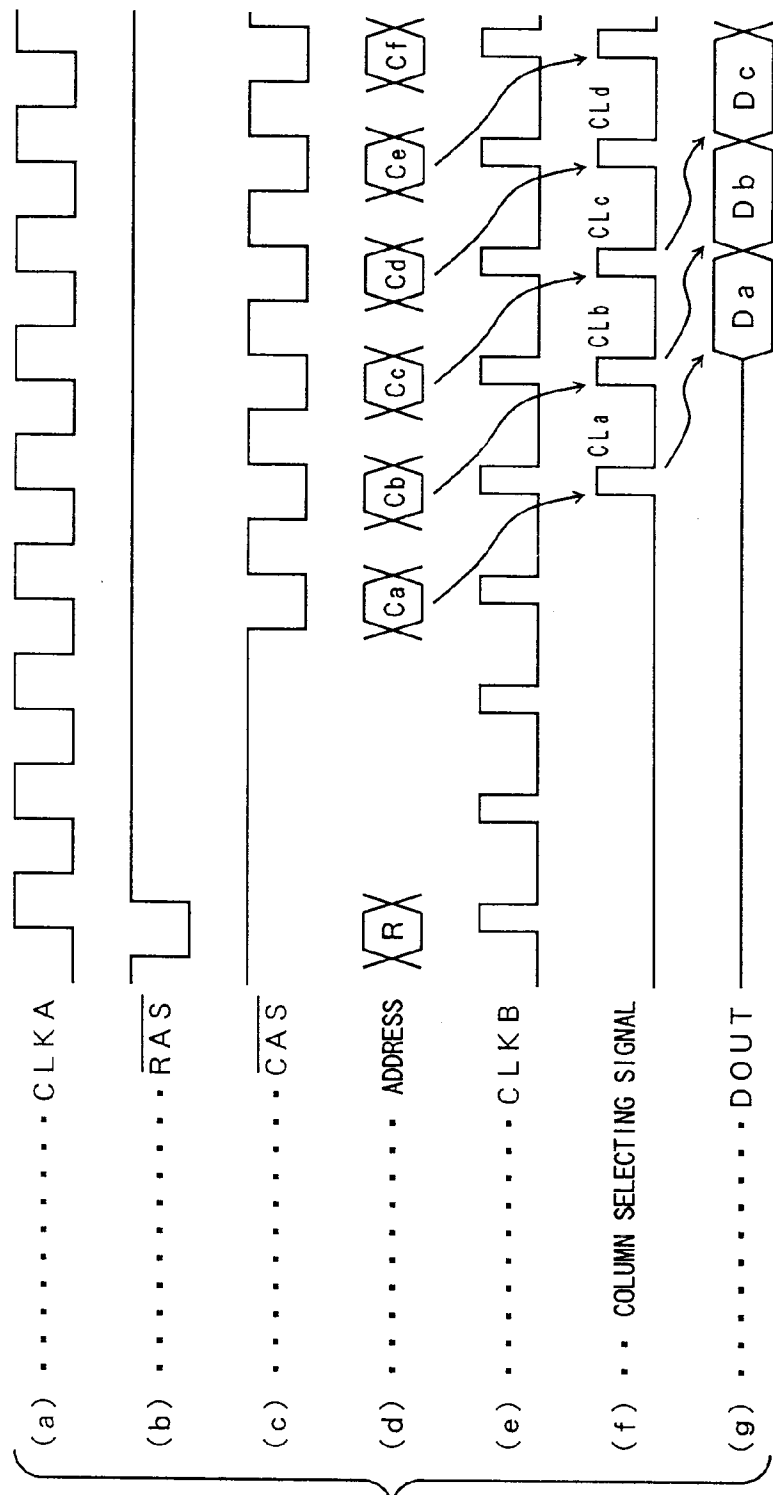 (a) ············· CLKA
(b) ············· RAS
(c) ············· CAS
(d) ·········· ADDRESS
R Ca Cb Cc Cd Ce Cf
(e) ············· CLKB
(f) ·· COLUMN SELECTING SIGNAL
CLa CLb CLc CLd
(g) ············· DOUT
Da Db Dc